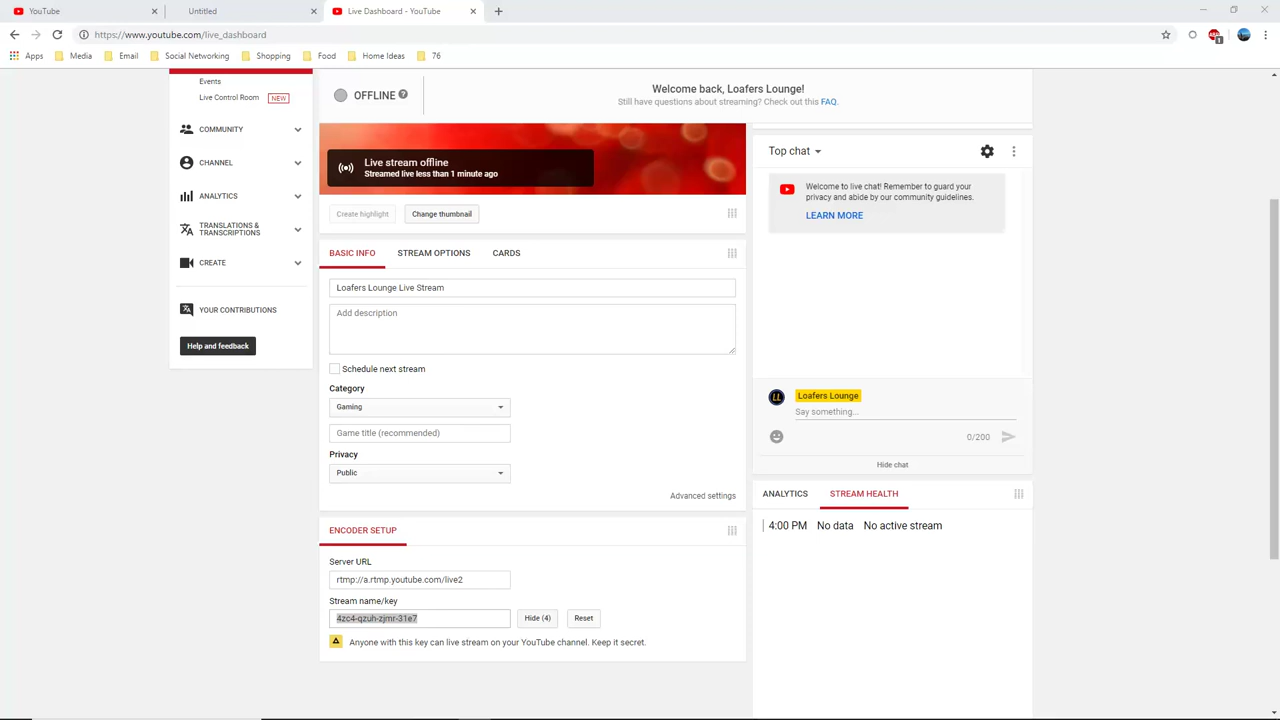 YouTube
Untitled
Live Dashboard - YouTube
https://www.youtube.com/live_dashboard
1
Apps
Media
Email
Social Networking
Shopping
Food
Home Ideas
76
Events
Live Control Room NEW
COMMUNITY
CHANNEL
ANALYTICS
TRANSLATIONS &
TRANSCRIPTIONS
CREATE
YOUR CONTRIBUTIONS
Help and feedback
OFFLINE ?
Welcome back, Loafers Lounge!
Still have questions about streaming? Check out this FAQ.
Live stream offline
Streamed live less than 1 minute ago
Create highlight
Change thumbnail
BASIC INFO
STREAM OPTIONS
CARDS
Loafers Lounge Live Stream
Add description
Schedule next stream
Category
Gaming
Game title (recommended)
Privacy
Public
Advanced settings
ENCODER SETUP
Server URL
rtmp://a.rtmp.youtube.com/live2
Stream name/key
4zc4-qzuh-zjmr-31e7
Hide (4)
Reset
Anyone with this key can live stream on your YouTube channel. Keep it secret.
Top chat
Welcome to live chat! Remember to guard your
privacy and abide by our community guidelines.
LEARN MORE
LL
Loafers Lounge
Say something...
0/200
Hide chat
ANALYTICS
STREAM HEALTH
4:00 PM No data No active stream